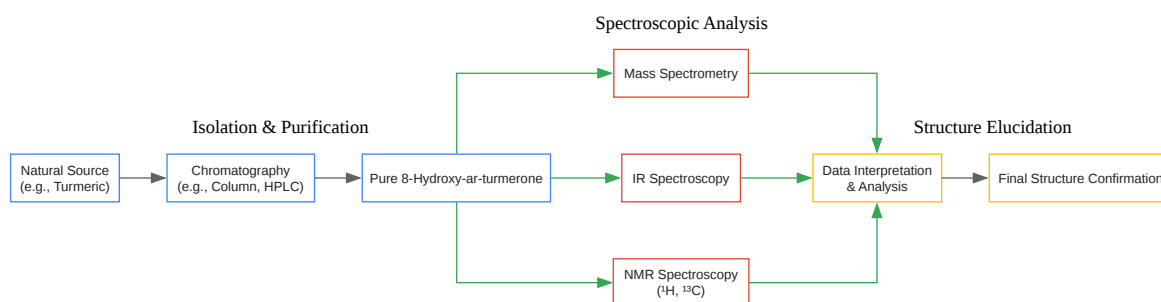 Spectroscopic Analysis
Mass Spectrometry
Isolation & Purification
Structure Elucidation
Natural Source
(e.g., Turmeric)
Chromatography
(e.g., Column, HPLC)
Pure 8-Hydroxy-ar-turmerone
IR Spectroscopy
Data Interpretation
& Analysis
Final Structure Confirmation
NMR Spectroscopy
(¹H, ¹³C)